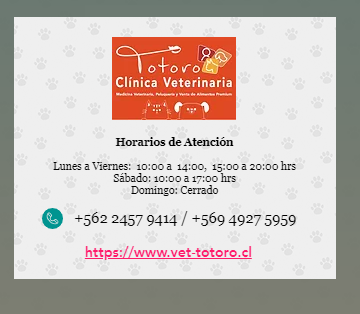 Totoro
Clínica Veterinaria
Medicina Veterinaria, Peluquería y Venta de Alimentos Premium
Horarios de Atención
Lunes a Viernes: 10:00 a 14:00, 15:00 a 20:00 hrs
Sábado: 10:00 a 17:00 hrs
Domingo: Cerrado
+562 2457 9414 / +569 4927 5959
https://www.vet-totoro.cl